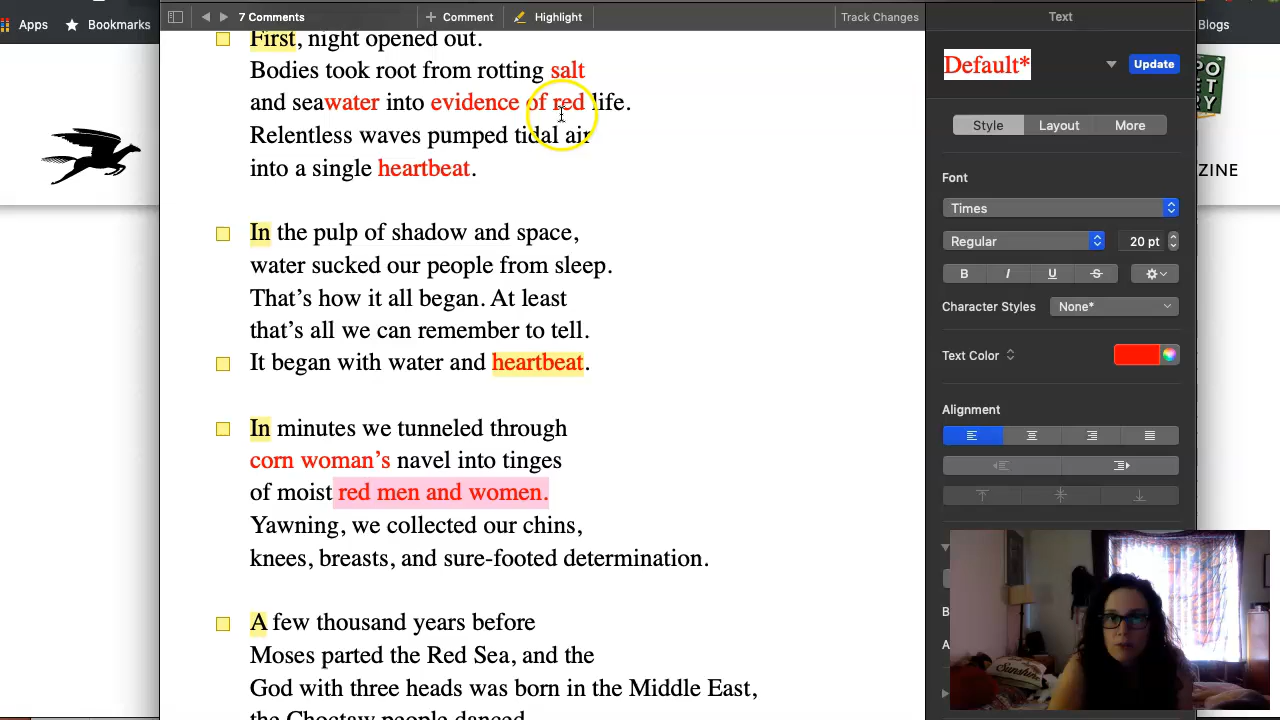 Apps
Bookmarks
7 Comments
Comment
Highlight
Track Changes
Text
Blogs
First, night opened out.
Bodies took root from rotting salt
and seawater into evidence of red life.
Relentless waves pumped tidal air
into a single heartbeat.
In the pulp of shadow and space,
water sucked our people from sleep.
That’s how it all began. At least
that’s all we can remember to tell.
It began with water and heartbeat.
In minutes we tunneled through
corn woman’s navel into tinges
of moist red men and women.
Yawning, we collected our chins,
knees, breasts, and sure-footed determination.
A few thousand years before
Moses parted the Red Sea, and the
God with three heads was born in the Middle East,
the Choctaw people danced
Default*
Update
Style
Layout
More
Font
Times
Regular
20 pt
B
I
U
S
Character Styles
None*
Text Color
Alignment
B
A
PO
ETRY
ZINE
Sunshine